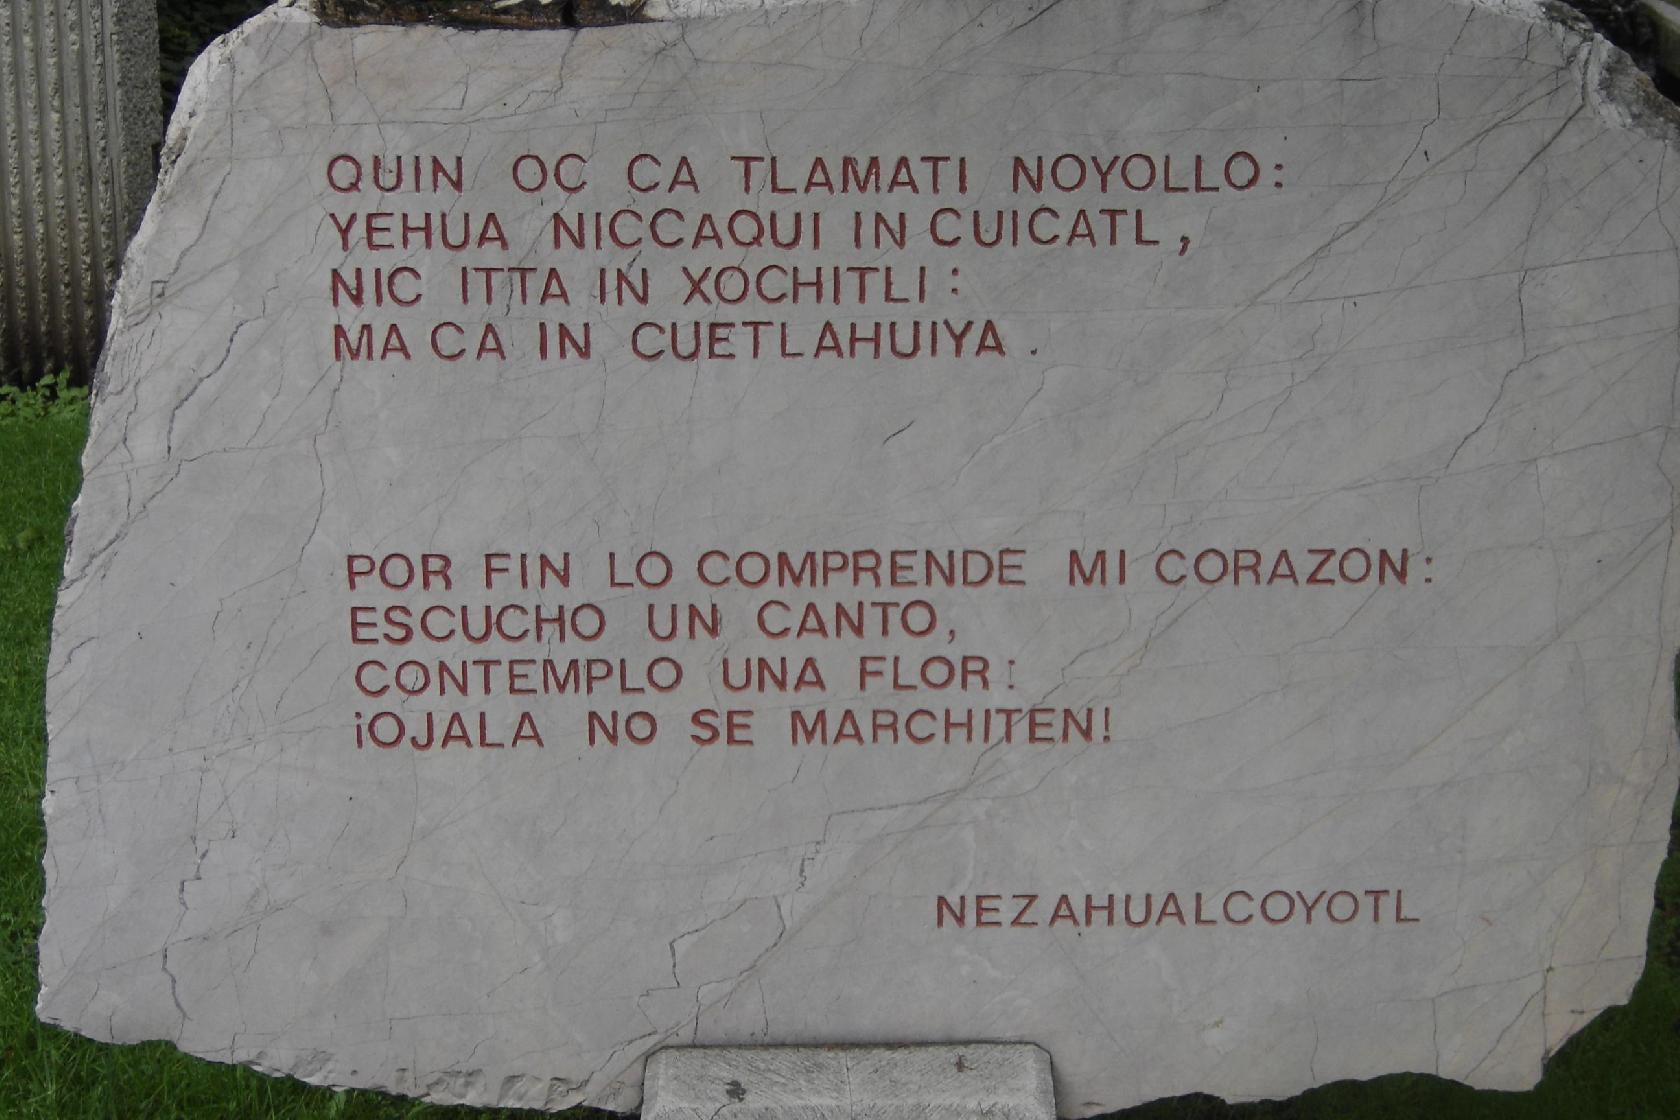 QUIN OC CA TLAMATI NOYOLLO:
YEHUA NICCAQUI IN CUICATL,
NIC ITTA IN XOCHITLI:
MA CA IN CUETLAHUIYA.
POR FIN LO COMPRENDE MI CORAZON:
ESCUCHO UN CANTO,
CONTEMPLO UNA FLOR:
¡OJALA NO SE MARCHITEN!
NEZAHUALCOYOTL